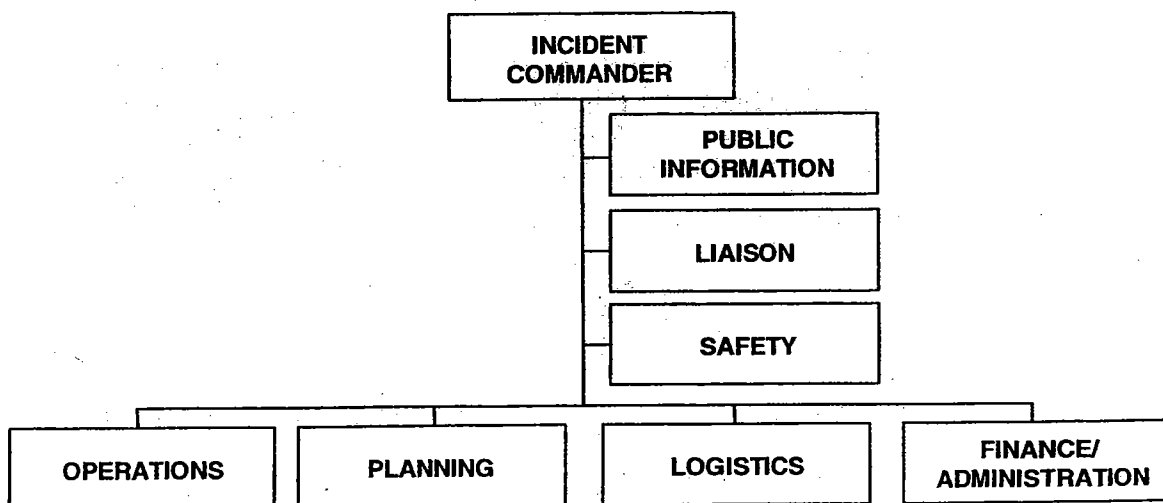 INCIDENT
COMMANDER
PUBLIC
INFORMATION
LIAISON
SAFETY
OPERATIONS
PLANNING
LOGISTICS
FINANCE/
ADMINISTRATION